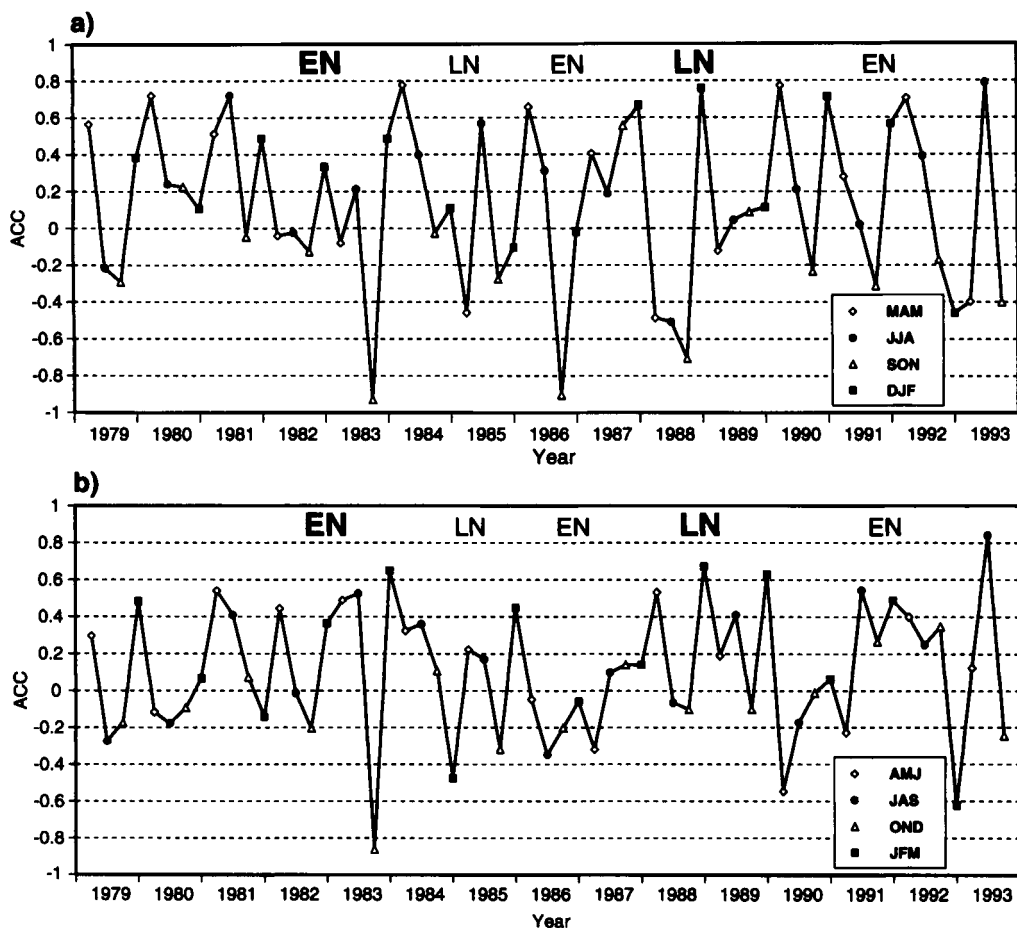 a)
EN LN EN LN EN
1
0.8
0.6
0.4
0.2
0
-0.2
-0.4
-0.6
-0.8
-1
ACC
MAM
JJA
SON
DJF
1979 1980 1981 1982 1983 1984 1985 1986 1987 1988 1989 1990 1991 1992 1993
Year
b)
EN LN EN LN EN
1
0.8
0.6
0.4
0.2
0
-0.2
-0.4
-0.6
-0.8
-1
ACC
AMJ
JAS
OND
JFM
1979 1980 1981 1982 1983 1984 1985 1986 1987 1988 1989 1990 1991 1992 1993
Year